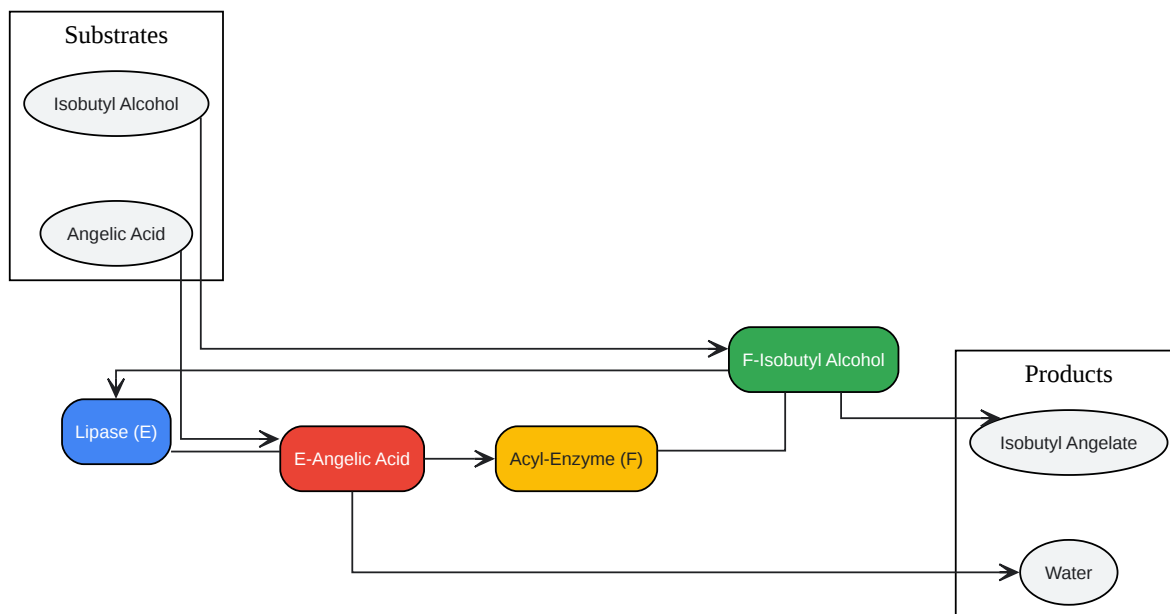 Substrates
Isobutyl Alcohol
Angelic Acid
F-Isobutyl Alcohol
Products
Lipase (E)
E-Angelic Acid
Acyl-Enzyme (F)
Isobutyl Angelate
Water